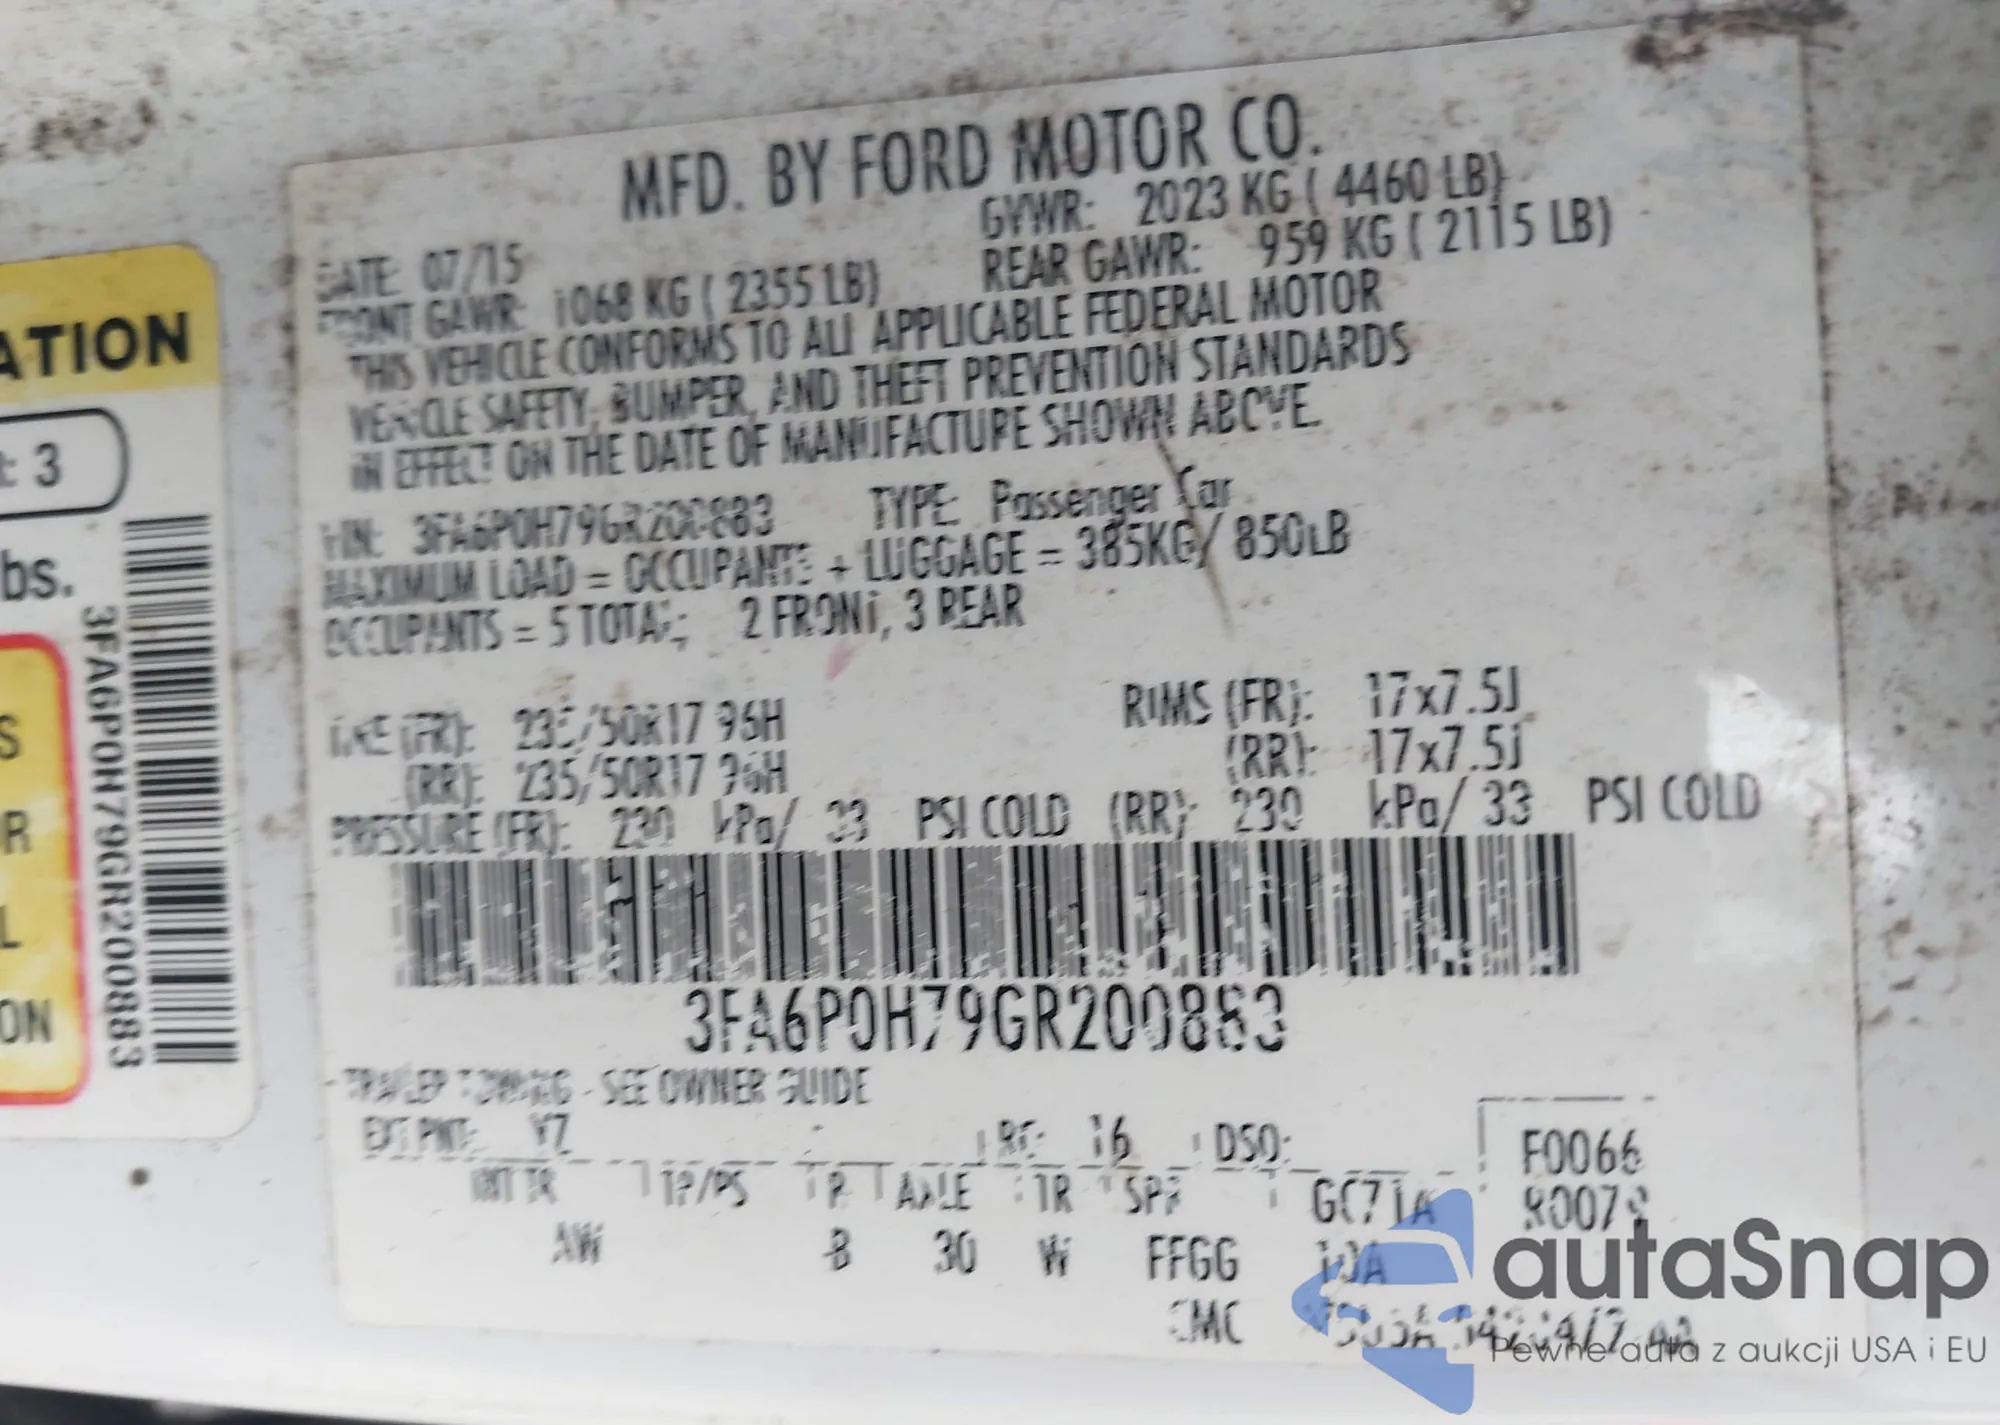 MFD. BY FORD MOTOR CO.
DATE: 07/15 GVWR: 2023 KG ( 4460 LB)
FRONT GAWR: 1068 KG ( 2355 LB) REAR GAWR: 959 KG ( 2115 LB)
THIS VEHICLE CONFORMS TO ALL APPLICABLE FEDERAL MOTOR
VEHICLE SAFETY, BUMPER, AND THEFT PREVENTION STANDARDS
IN EFFECT ON THE DATE OF MANUFACTURE SHOWN ABOVE.
VIN: 3FA6P0H79GR200883 TYPE: Passenger Car
MAXIMUM LOAD = OCCUPANTS + LUGGAGE = 385KG/ 850LB
OCCUPANTS = 5 TOTAL; 2 FRONT, 3 REAR
TIRE (FR): 235/50R17 96H RIMS (FR): 17x7.5J
(RR): 235/50R17 96H (RR): 17x7.5J
PRESSURE (FR): 230 kPa/ 33 PSI COLD (RR): 230 kPa/ 33 PSI COLD
3FA6P0H79GR200883
TRAILER TOWING - SEE OWNER GUIDE
EXT PNT: YZ RC: 16 DSO: F0066
INT TR TP/PS R AXLE TR SPR GC71A
AW B 30 W FFGG 10A
ATION
: 3
bs.
S
OR
L
ON
3FA6P0H79GR200883
autaSnap
Pewne auta z aukcji USA i EU